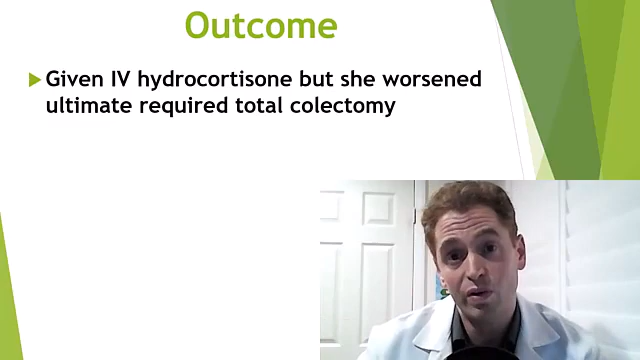 Outcome
Given IV hydrocortisone but she worsened
ultimate required total colectomy